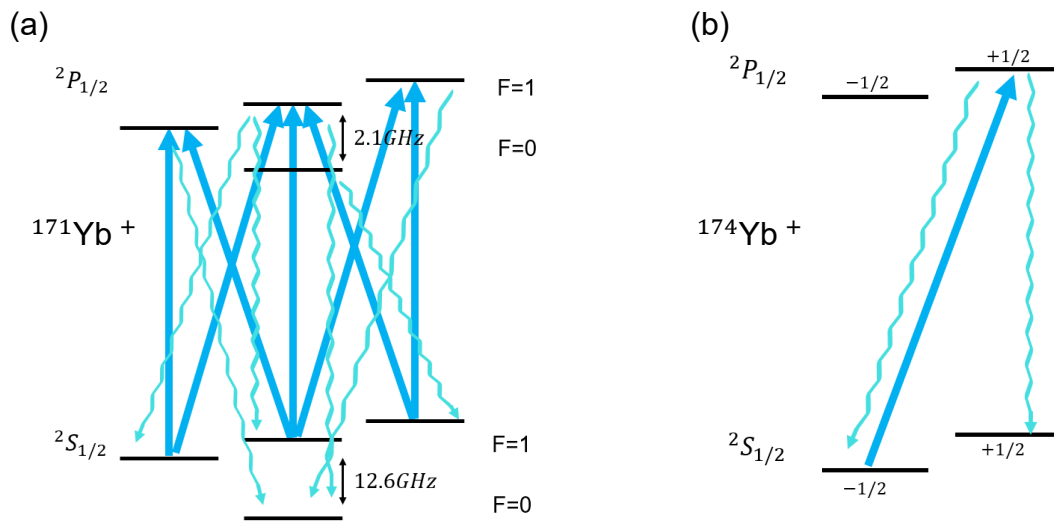 (a)
²P₁/₂
F=1
2.1GHz
F=0
¹⁷¹Yb⁺
²S₁/₂
F=1
12.6GHz
F=0
(b)
²P₁/₂
−1/2
+1/2
¹⁷⁴Yb⁺
²S₁/₂
−1/2
+1/2